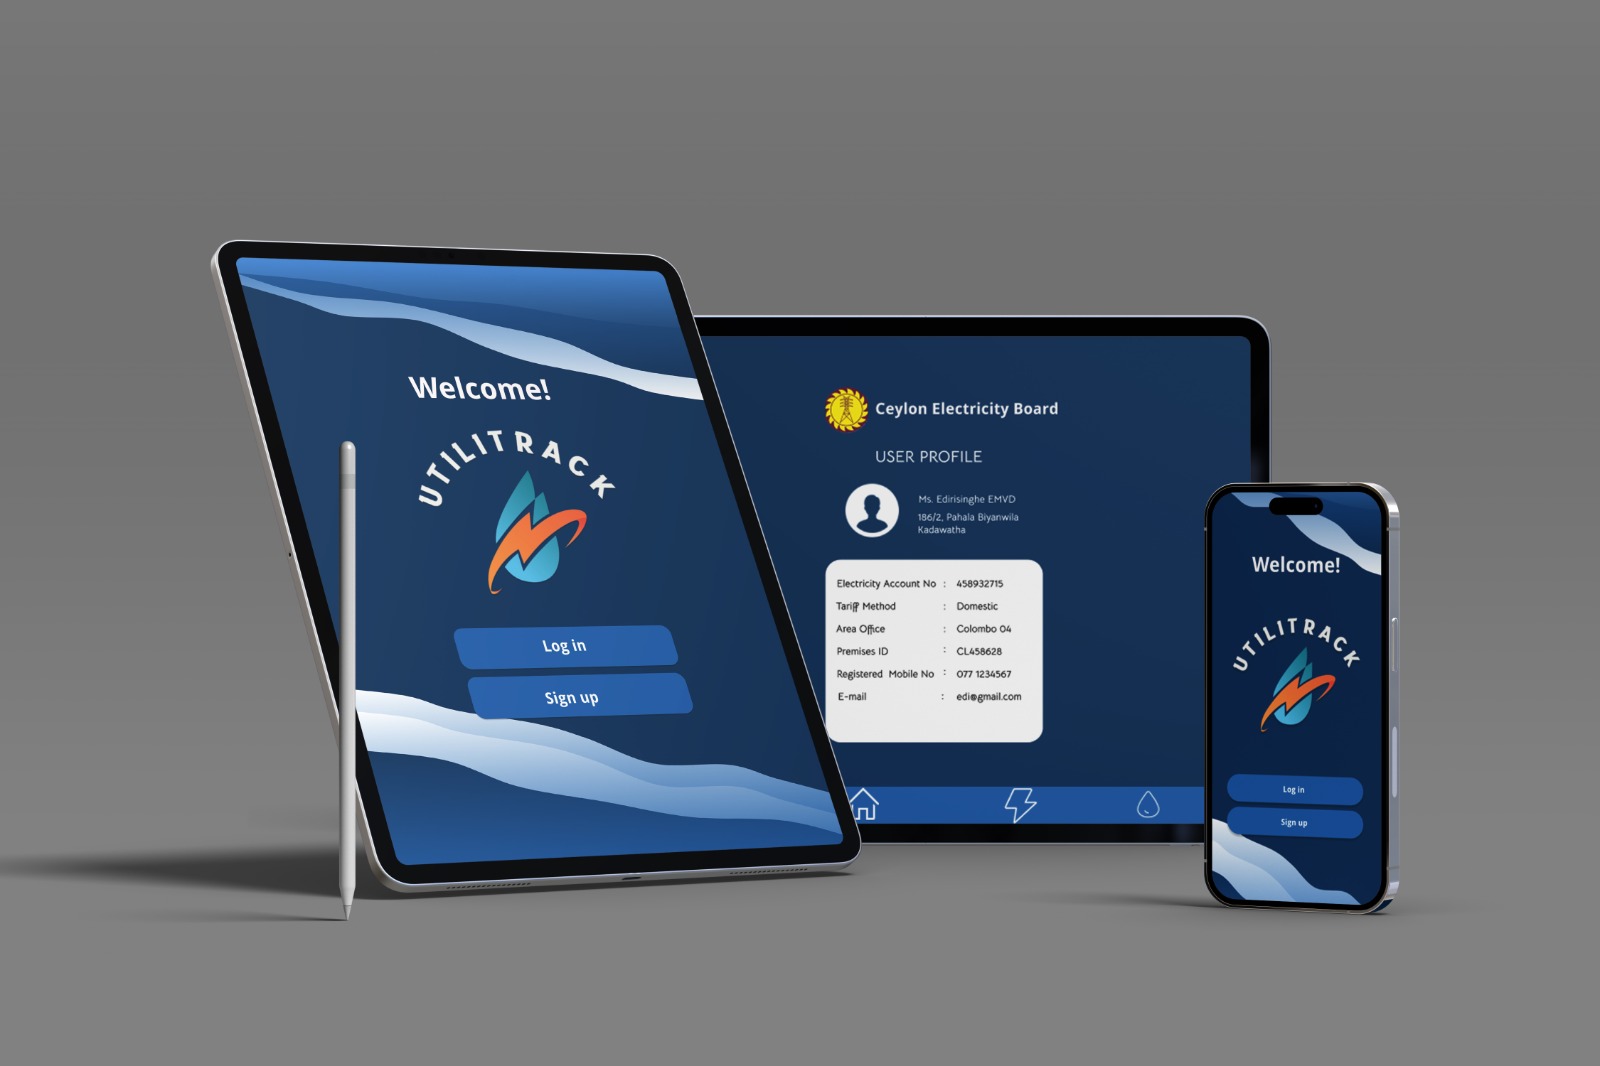 Welcome!
UTILITRACK
Log in
Sign up
Ceylon Electricity Board
USER PROFILE
Ms. Edirisinghe EMVD
186/2, Pahala Biyanwila
Kadawatha
Electricity Account No : 458932715
Tariff Method : Domestic
Area Office : Colombo 04
Premises ID : CL458628
Registered Mobile No : 077 1234567
E-mail : edi@gmail.com
Welcome!
UTILITRACK
Log in
Sign up